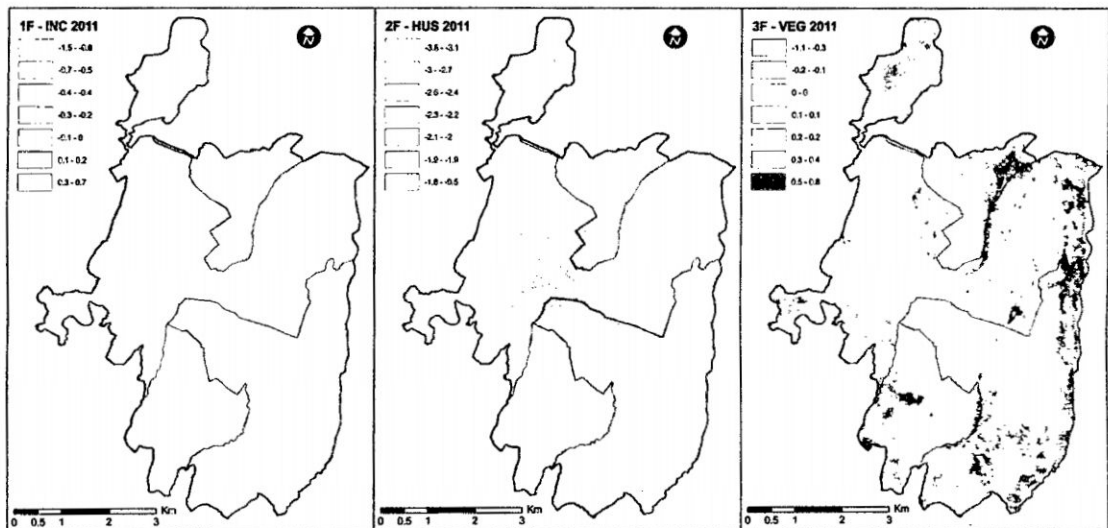 1F - INC 2011
-1.5 - -0.8
-0.7 - -0.5
-0.4 - -0.4
-0.3 - -0.2
-0.1 - 0
0.1 - 0.2
0.3 - 0.7
N
0 0.5 1 2 3 Km
2F - HUS 2011
-3.6 - -3.1
-3 - -2.7
-2.6 - -2.4
-2.3 - -2.2
-2.1 - -2
-1.9 - -1.9
-1.8 - -0.5
N
0 0.5 1 2 3 Km
3F - VEG 2011
-1.1 - -0.3
-0.2 - -0.1
0 - 0
0.1 - 0.1
0.2 - 0.2
0.3 - 0.4
0.5 - 0.8
N
0 0.5 1 2 3 Km